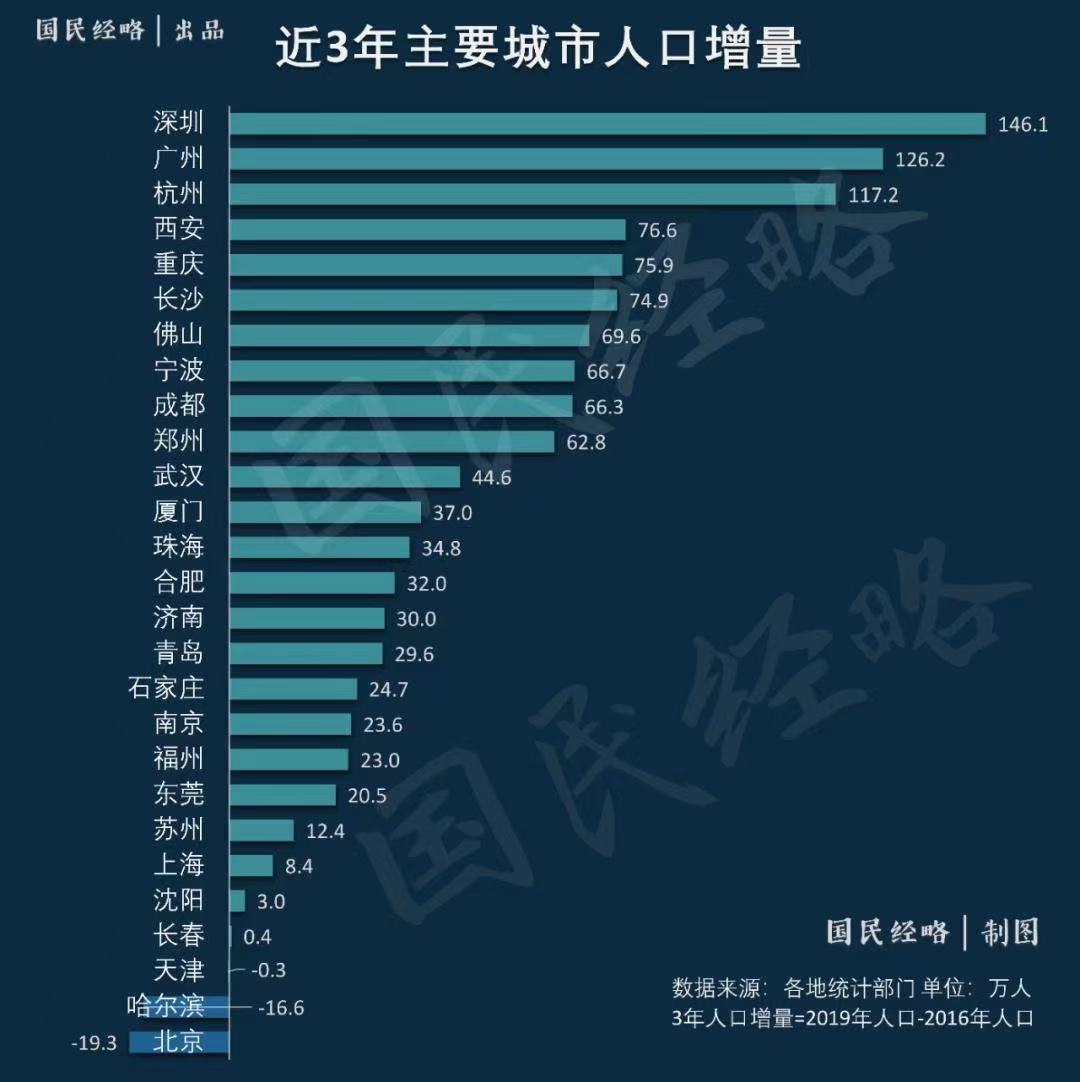 国民经略|出品
近3年主要城市人口增量
深圳 146.1
广州 126.2
杭州 117.2
西安 76.6
重庆 75.9
长沙 74.9
佛山 69.6
宁波 66.7
成都 66.3
郑州 62.8
武汉 44.6
厦门 37.0
珠海 34.8
合肥 32.0
济南 30.0
青岛 29.6
石家庄 24.7
南京 23.6
福州 23.0
东莞 20.5
苏州 12.4
上海 8.4
沈阳 3.0
长春 0.4
天津 -0.3
哈尔滨 -16.6
-19.3 北京
国民经略
国民经略
国民经略|制图
数据来源：各地统计部门 单位：万人
3年人口增量=2019年人口-2016年人口